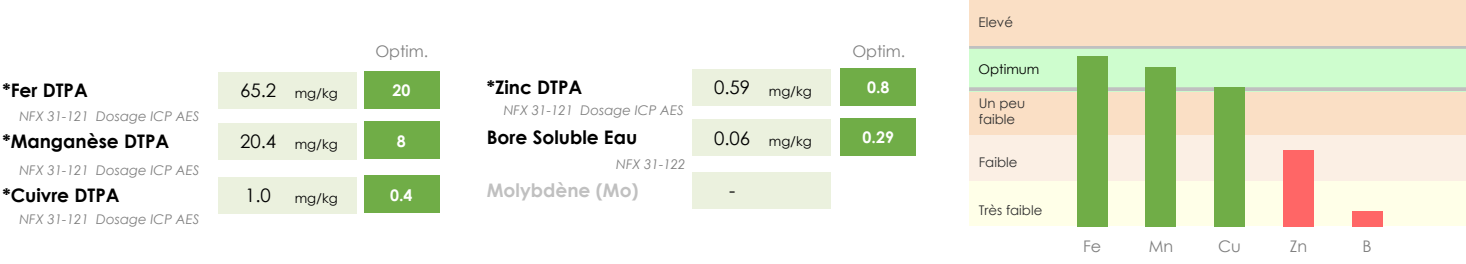 Optim.
*Fer DTPA 65.2 mg/kg 20
NFX 31-121 Dosage ICP AES
*Manganèse DTPA 20.4 mg/kg 8
NFX 31-121 Dosage ICP AES
*Cuivre DTPA 1.0 mg/kg 0.4
NFX 31-121 Dosage ICP AES
Optim.
*Zinc DTPA 0.59 mg/kg 0.8
NFX 31-121 Dosage ICP AES
Bore Soluble Eau 0.06 mg/kg 0.29
NFX 31-122
Molybdène (Mo) -
Elevé
Optimum
Un peu
faible
Faible
Très faible
Fe Mn Cu Zn B